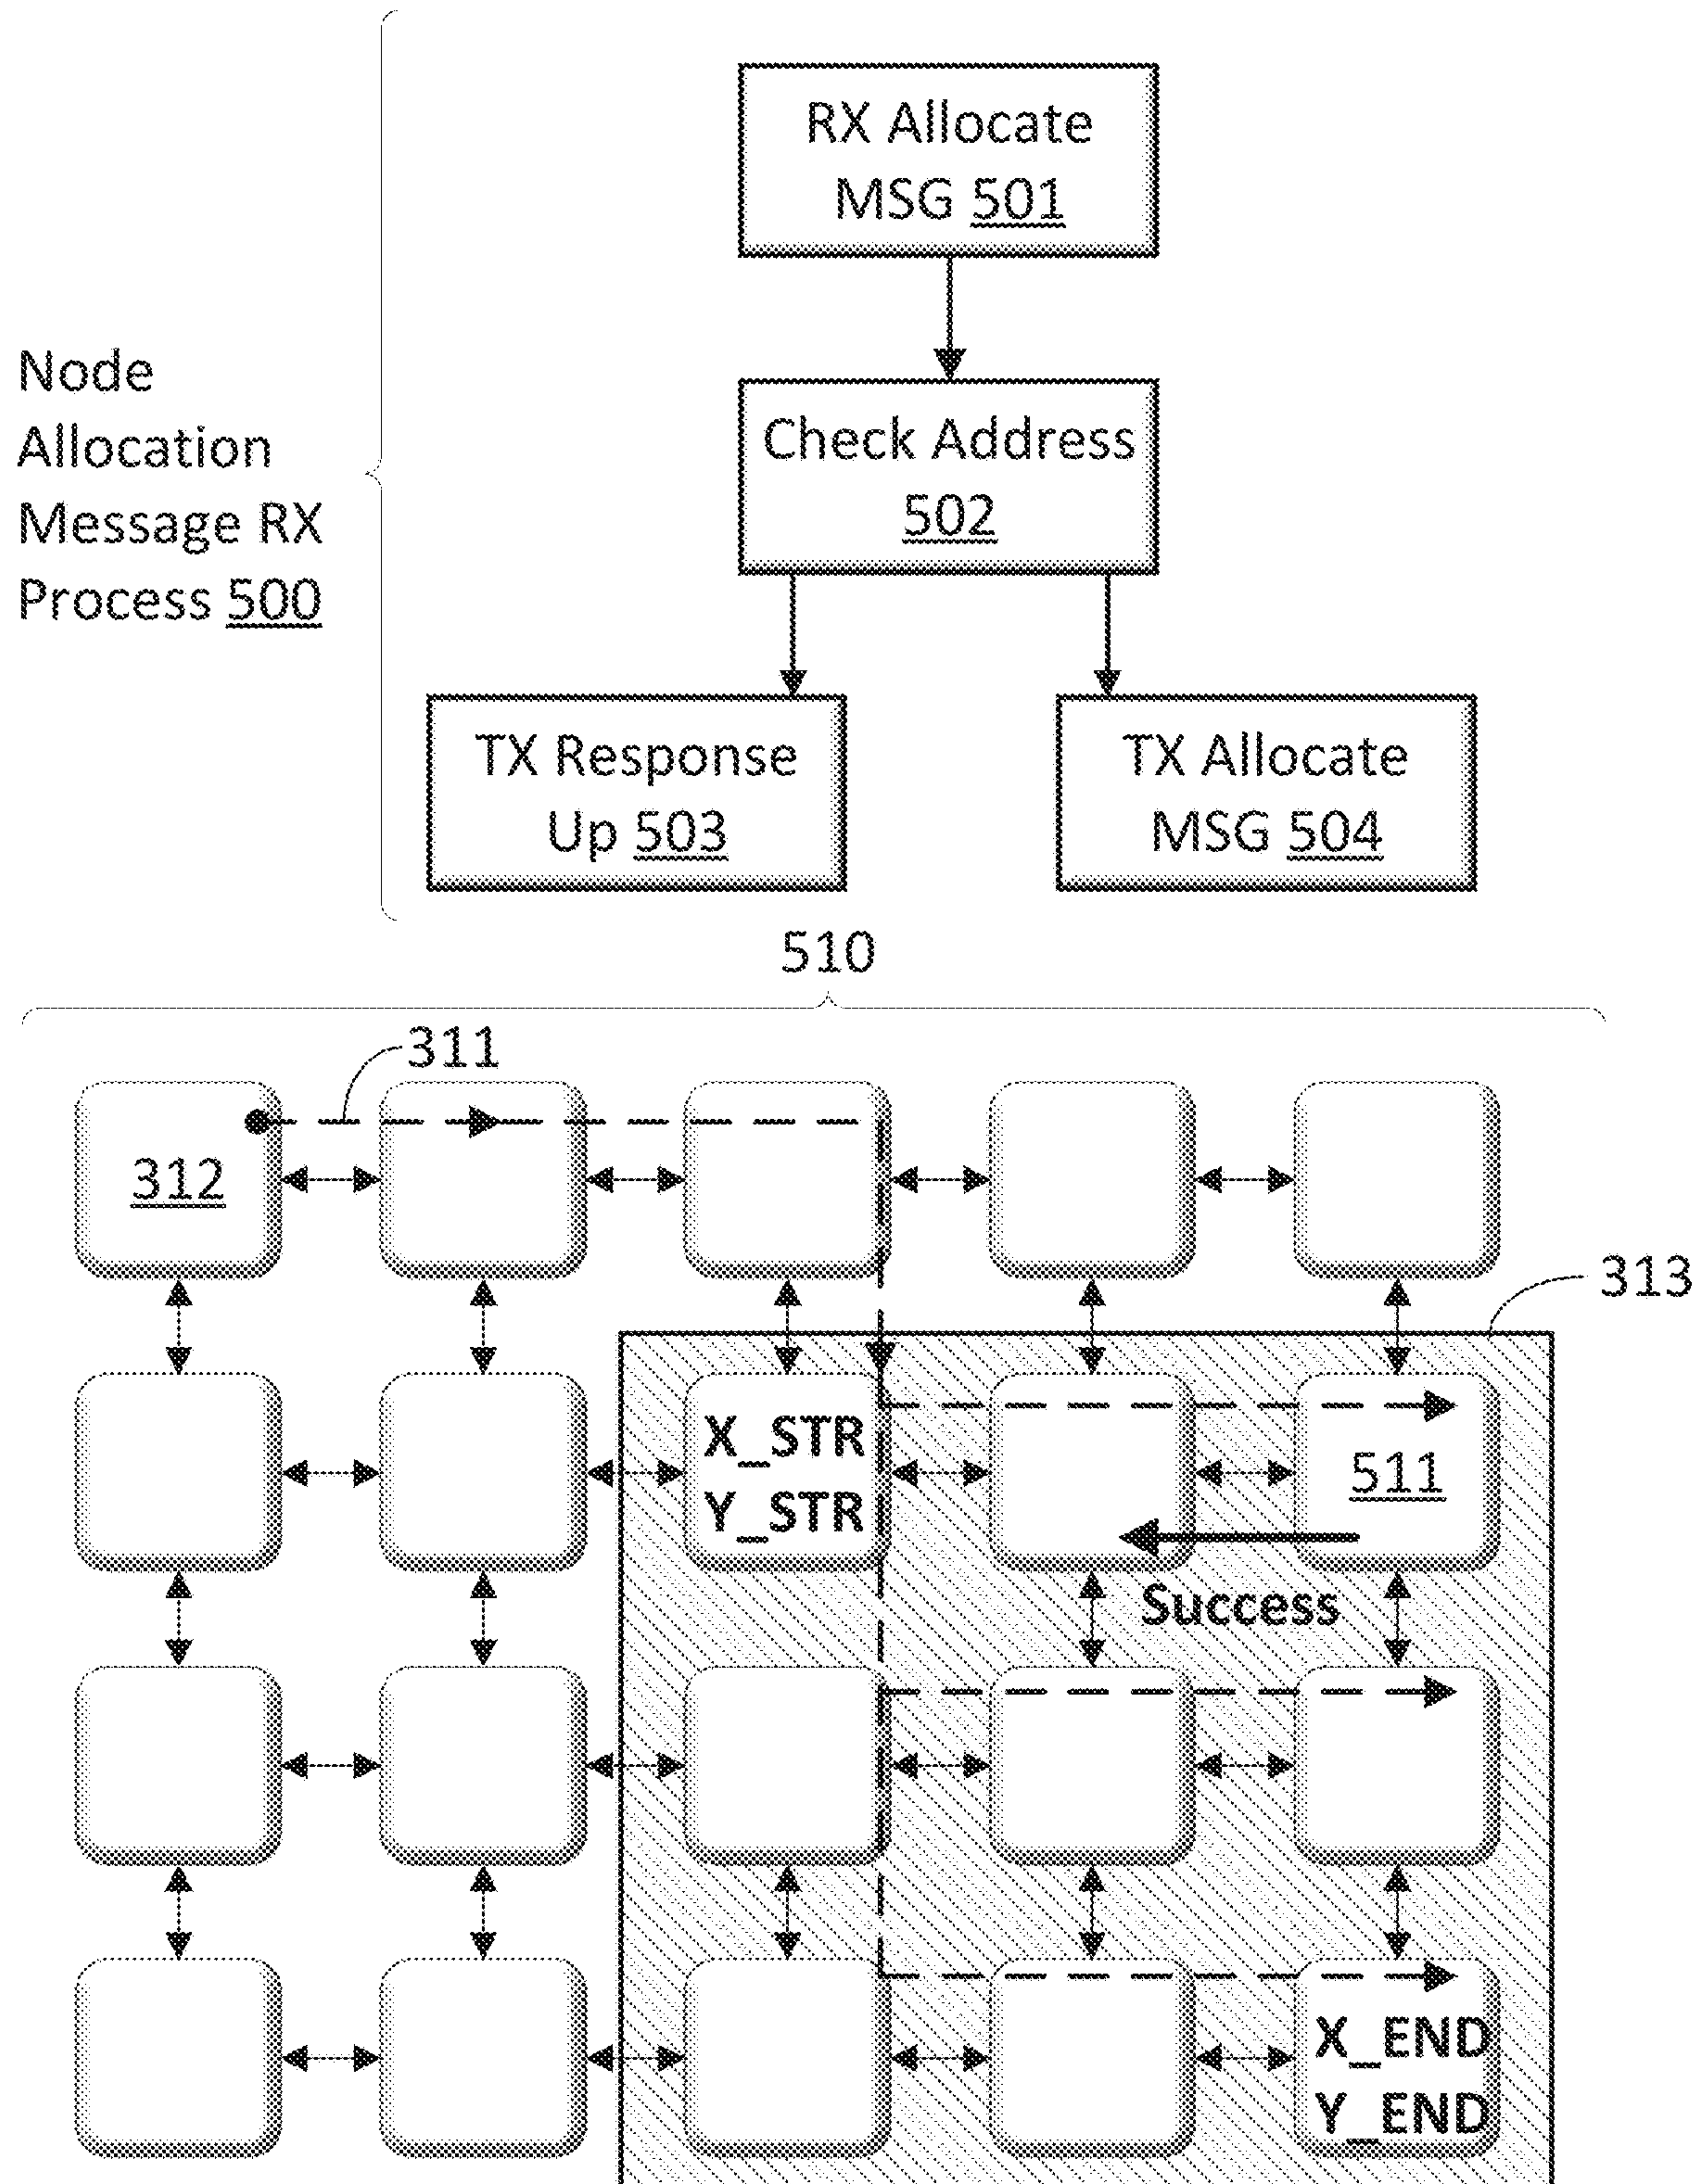 RX Allocate
MSG 501
Node
Allocation
Message RX
Process 500
Check Address
502
TX Response
Up 503
TX Allocate
MSG 504
510
311
312
313
X_STR
Y_STR
511
Success
X_END
Y_END